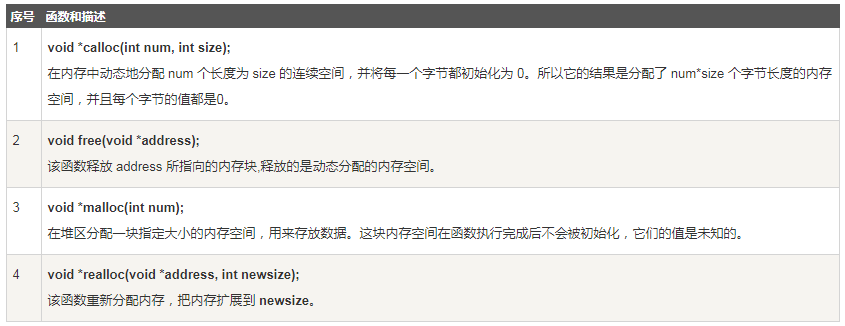 序号 函数和描述
1 void *calloc(int num, int size);
在内存中动态地分配 num 个长度为 size 的连续空间，并将每一个字节都初始化为 0。所以它的结果是分配了 num*size 个字节长度的内存
空间，并且每个字节的值都是0。
2 void free(void *address);
该函数释放 address 所指向的内存块,释放的是动态分配的内存空间。
3 void *malloc(int num);
在堆区分配一块指定大小的内存空间，用来存放数据。这块内存空间在函数执行完成后不会被初始化，它们的值是未知的。
4 void *realloc(void *address, int newsize);
该函数重新分配内存，把内存扩展到 newsize。